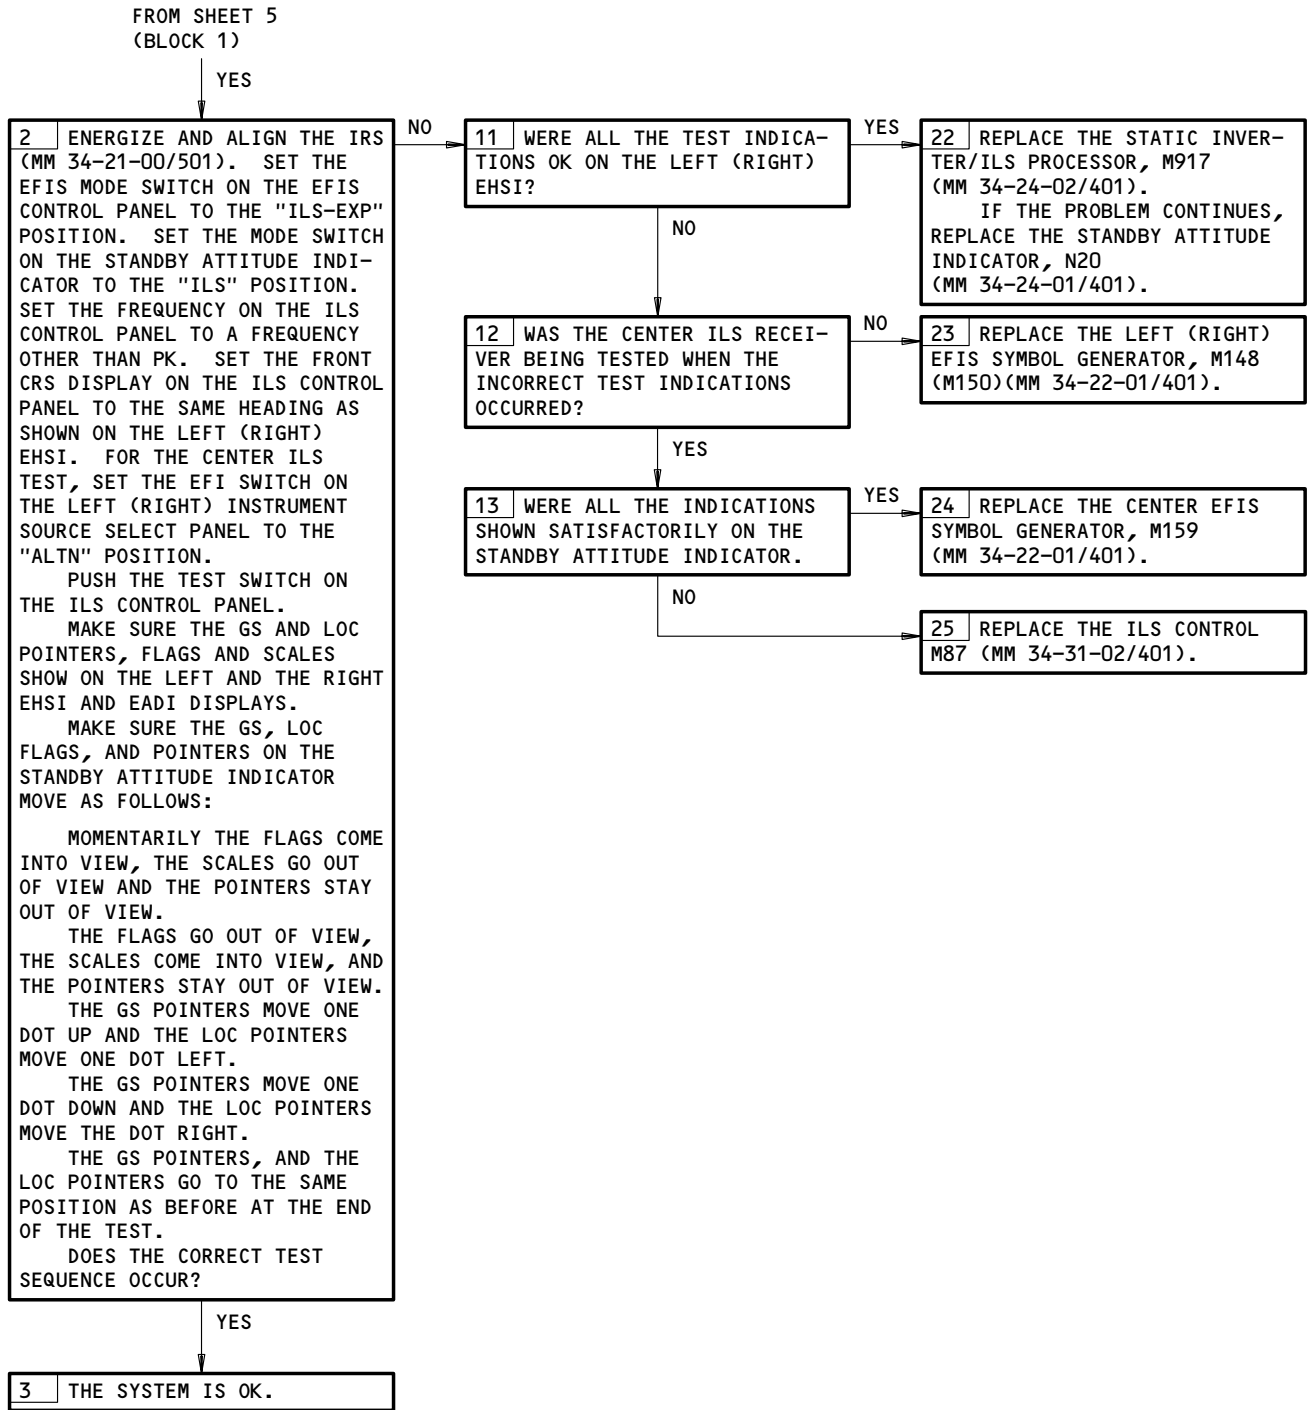 FROM SHEET 5
(BLOCK 1)
YES
2 ENERGIZE AND ALIGN THE IRS
(MM 34-21-00/501). SET THE
EFIS MODE SWITCH ON THE EFIS
CONTROL PANEL TO THE "ILS-EXP"
POSITION. SET THE MODE SWITCH
ON THE STANDBY ATTITUDE INDI-
CATOR TO THE "ILS" POSITION.
SET THE FREQUENCY ON THE ILS
CONTROL PANEL TO A FREQUENCY
OTHER THAN PK. SET THE FRONT
CRS DISPLAY ON THE ILS CONTROL
PANEL TO THE SAME HEADING AS
SHOWN ON THE LEFT (RIGHT)
EHSI. FOR THE CENTER ILS
TEST, SET THE EFI SWITCH ON
THE LEFT (RIGHT) INSTRUMENT
SOURCE SELECT PANEL TO THE
"ALTN" POSITION.
PUSH THE TEST SWITCH ON
THE ILS CONTROL PANEL.
MAKE SURE THE GS AND LOC
POINTERS, FLAGS AND SCALES
SHOW ON THE LEFT AND THE RIGHT
EHSI AND EADI DISPLAYS.
MAKE SURE THE GS, LOC
FLAGS, AND POINTERS ON THE
STANDBY ATTITUDE INDICATOR
MOVE AS FOLLOWS:
MOMENTARILY THE FLAGS COME
INTO VIEW, THE SCALES GO OUT
OF VIEW AND THE POINTERS STAY
OUT OF VIEW.
THE FLAGS GO OUT OF VIEW,
THE SCALES COME INTO VIEW, AND
THE POINTERS STAY OUT OF VIEW.
THE GS POINTERS MOVE ONE
DOT UP AND THE LOC POINTERS
MOVE ONE DOT LEFT.
THE GS POINTERS MOVE ONE
DOT DOWN AND THE LOC POINTERS
MOVE THE DOT RIGHT.
THE GS POINTERS, AND THE
LOC POINTERS GO TO THE SAME
POSITION AS BEFORE AT THE END
OF THE TEST.
DOES THE CORRECT TEST
SEQUENCE OCCUR?
YES
3 THE SYSTEM IS OK.
NO
11 WERE ALL THE TEST INDICA-
TIONS OK ON THE LEFT (RIGHT)
EHSI?
NO
12 WAS THE CENTER ILS RECEI-
VER BEING TESTED WHEN THE
INCORRECT TEST INDICATIONS
OCCURRED?
YES
13 WERE ALL THE INDICATIONS
SHOWN SATISFACTORILY ON THE
STANDBY ATTITUDE INDICATOR.
NO
YES
22 REPLACE THE STATIC INVER-
TER/ILS PROCESSOR, M917
(MM 34-24-02/401).
IF THE PROBLEM CONTINUES,
REPLACE THE STANDBY ATTITUDE
INDICATOR, N20
(MM 34-24-01/401).
NO
23 REPLACE THE LEFT (RIGHT)
EFIS SYMBOL GENERATOR, M148
(M150)(MM 34-22-01/401).
YES
24 REPLACE THE CENTER EFIS
SYMBOL GENERATOR, M159
(MM 34-22-01/401).
25 REPLACE THE ILS CONTROL
M87 (MM 34-31-02/401).